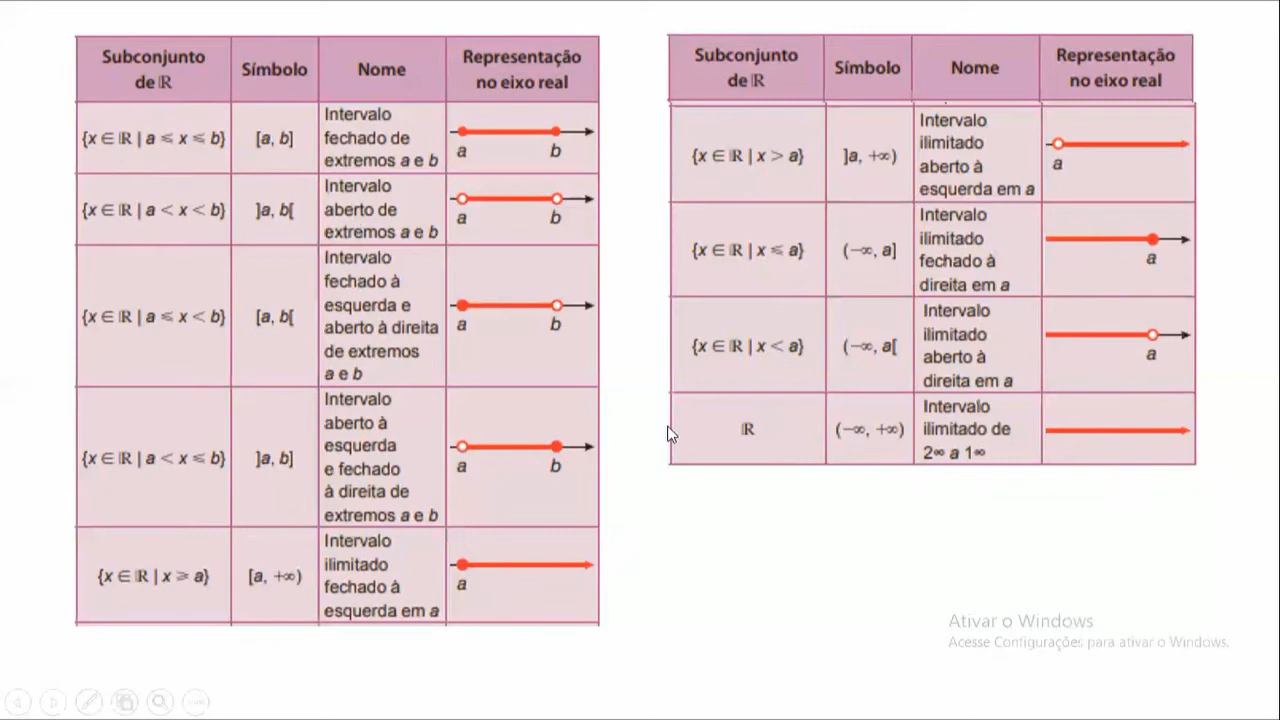 Subconjunto de ℝ Símbolo Nome Representação no eixo real
{x ∈ ℝ | a ⩽ x ⩽ b} [a, b] Intervalo
fechado de
extremos a e b
a b
{x ∈ ℝ | a < x < b} ]a, b[ Intervalo
aberto de
extremos a e b
a b
{x ∈ ℝ | a ⩽ x < b} [a, b[ Intervalo
fechado à
esquerda e
aberto à direita
de extremos
a e b
a b
{x ∈ ℝ | a < x ⩽ b} ]a, b] Intervalo
aberto à
esquerda
e fechado
à direita de
extremos a e b
a b
{x ∈ ℝ | x ⩾ a} [a, +∞) Intervalo
ilimitado
fechado à
esquerda em a
a
Subconjunto de ℝ Símbolo Nome Representação no eixo real
{x ∈ ℝ | x > a} ]a, +∞) Intervalo
ilimitado
aberto à
esquerda em a
a
{x ∈ ℝ | x ⩽ a} (−∞, a] Intervalo
ilimitado
fechado à
direita em a
a
{x ∈ ℝ | x < a} (−∞, a[ Intervalo
ilimitado
aberto à
direita em a
a
ℝ (−∞, +∞) Intervalo
ilimitado de
2∞ a 1∞
Ativar o Windows
Acesse Configurações para ativar o Windows.